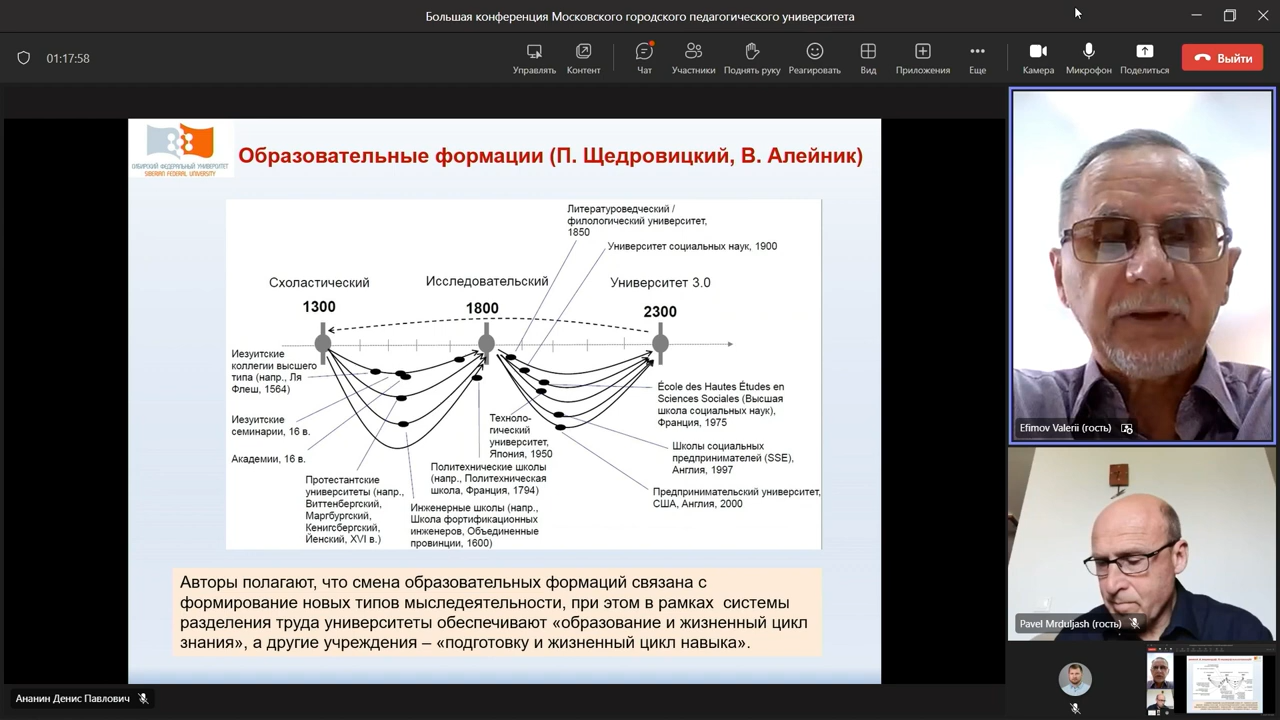 Большая конференция Московского городского педагогического университета
01:17:58
Управлять
Контент
Чат
Участники
Поднять руку
Реагировать
Вид
Приложения
Еще
Камера
Микрофон
Поделиться
Выйти
СИБИРСКИЙ ФЕДЕРАЛЬНЫЙ УНИВЕРСИТЕТ
SIBERIAN FEDERAL UNIVERSITY
Образовательные формации (П. Щедровицкий, В. Алейник)
Литературоведческий /
филологический университет,
1850
Университет социальных наук, 1900
Схоластический
Исследовательский
Университет 3.0
1300
1800
2300
Иезуитские
коллегии высшего
типа (напр., Ля
Флеш, 1564)
Иезуитские
семинарии, 16 в.
Академии, 16 в.
Протестантские
университеты (напр.,
Виттенбергский,
Маргбургский,
Кенигсбергский,
Йенский, XVI в.)
Инженерные школы (напр.,
Школа фортификационных
инженеров, Объединенные
провинции, 1600)
Политехнические школы
(напр., Политехническая
школа, Франция, 1794)
Техноло-
гический
университет,
Япония, 1950
École des Hautes Études en
Sciences Sociales (Высшая
школа социальных наук),
Франция, 1975
Школы социальных
предпринимателей (SSE),
Англия, 1997
Предпринимательский университет,
США, Англия, 2000
Авторы полагают, что смена образовательных формаций связана с
формирование новых типов мыследеятельности, при этом в рамках системы
разделения труда университеты обеспечивают «образование и жизненный цикл
знания», а другие учреждения – «подготовку и жизненный цикл навыка».
Efimov Valerii (гость)
Pavel Mrduljash (гость)
Ананин Денис Павлович